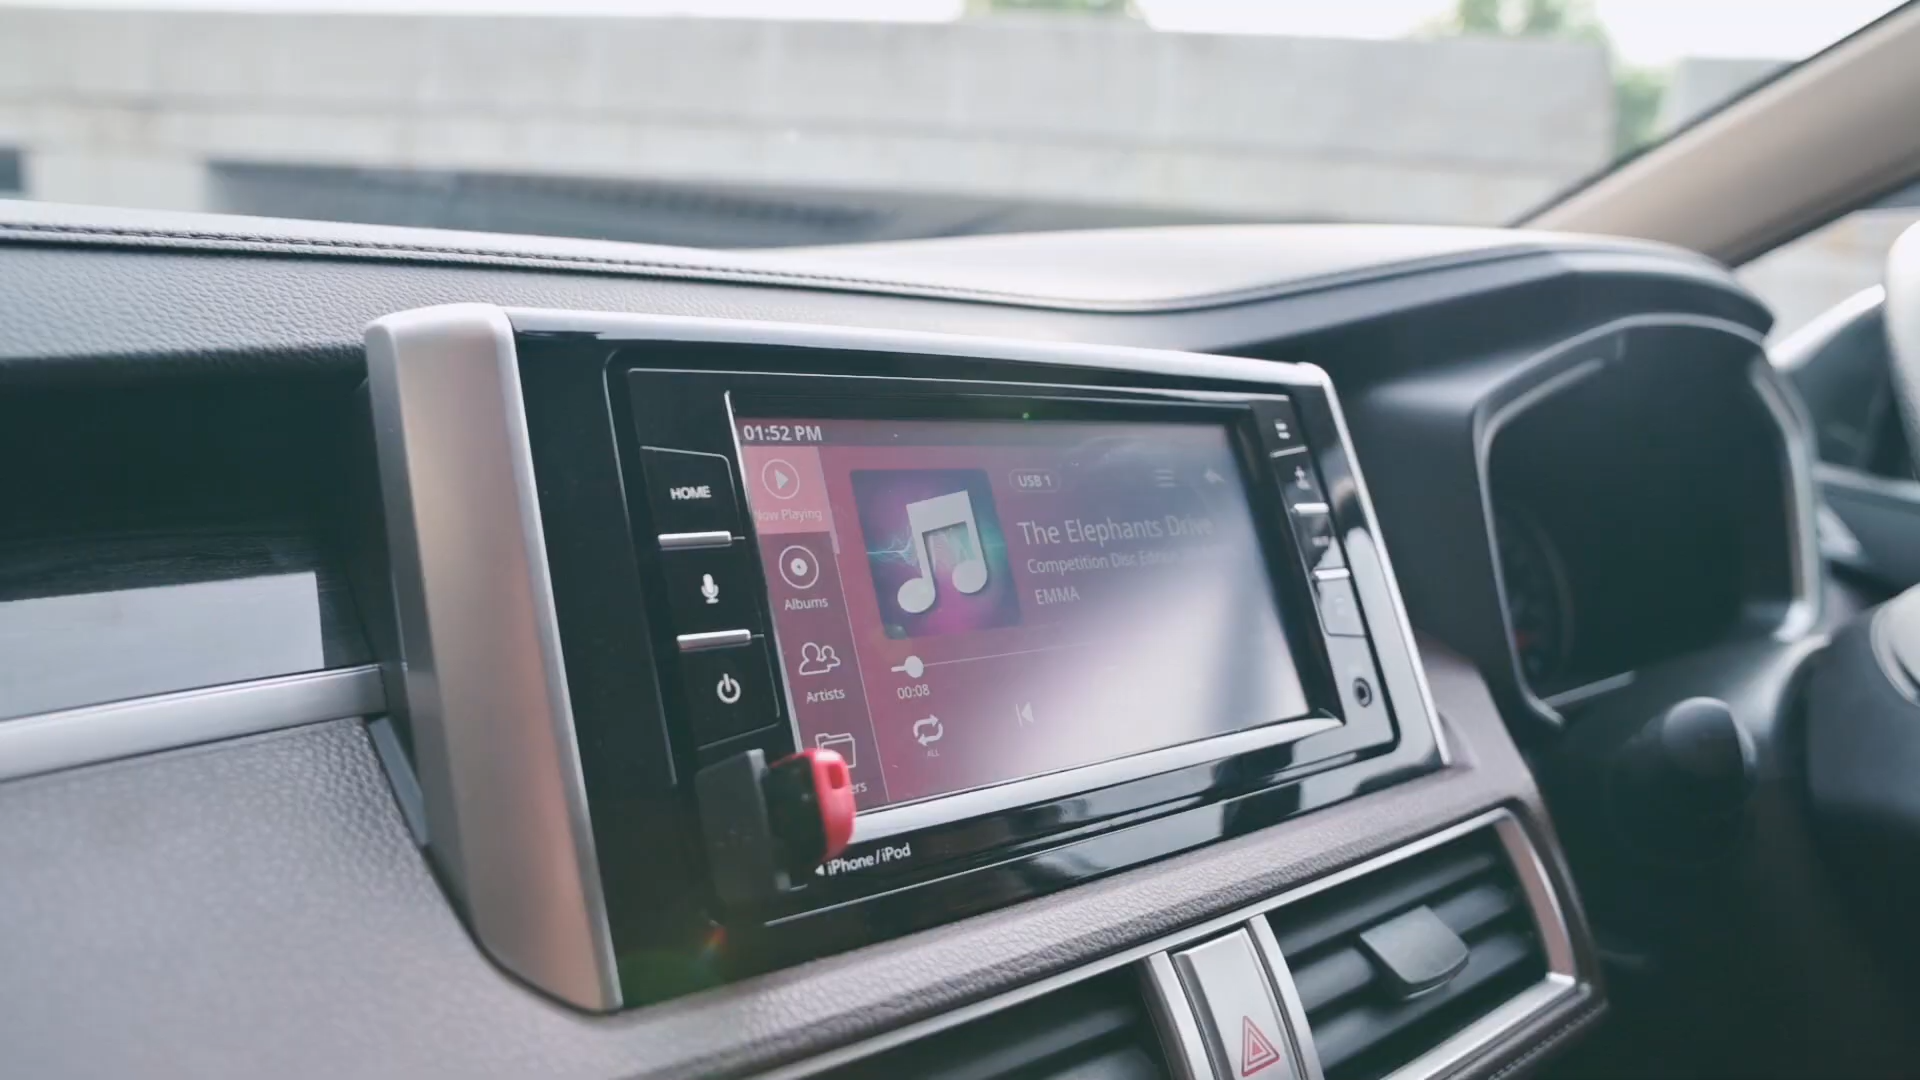 01:52 PM
HOME
Now Playing
USB 1
The Elephants Drive
Competition Disc
EMMA
Albums
Artists
00:08
ALL
iPhone/iPod